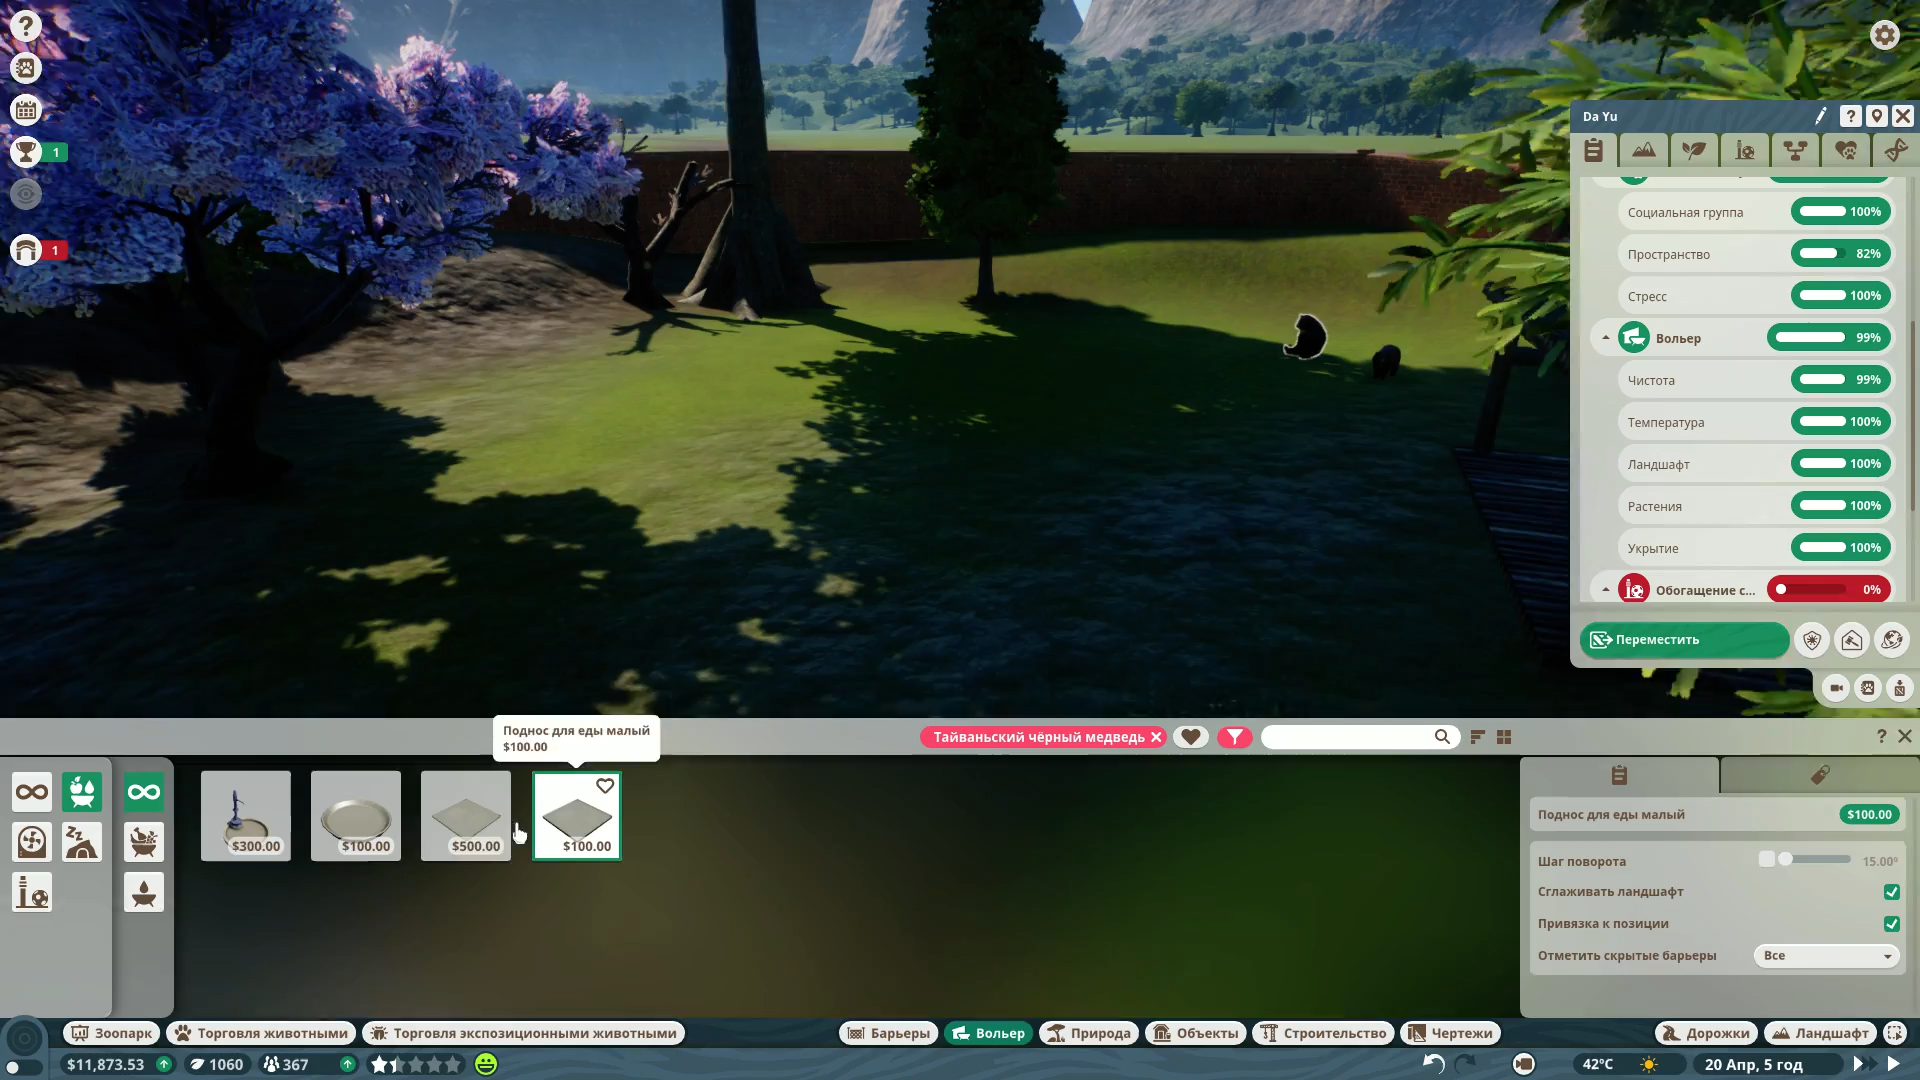 ?
1
1
Da Yu
?
Социальная группа
100%
Пространство
82%
Стресс
100%
Вольер
99%
Чистота
99%
Температура
100%
Ландшафт
100%
Растения
100%
Укрытие
100%
Обогащение с...
0%
Переместить
Поднос для еды малый
$100.00
Тайваньский чёрный медведь
?
$300.00
$100.00
$500.00
$100.00
Поднос для еды малый
$100.00
Шаг поворота
15.00°
Сглаживать ландшафт
Привязка к позиции
Отметить скрытые барьеры
Все
Зоопарк
Торговля животными
Торговля экспозиционными животными
Барьеры
Вольер
Природа
Объекты
Строительство
Чертежи
Дорожки
Ландшафт
$11,873.53
1060
367
42°C
20 Апр, 5 год